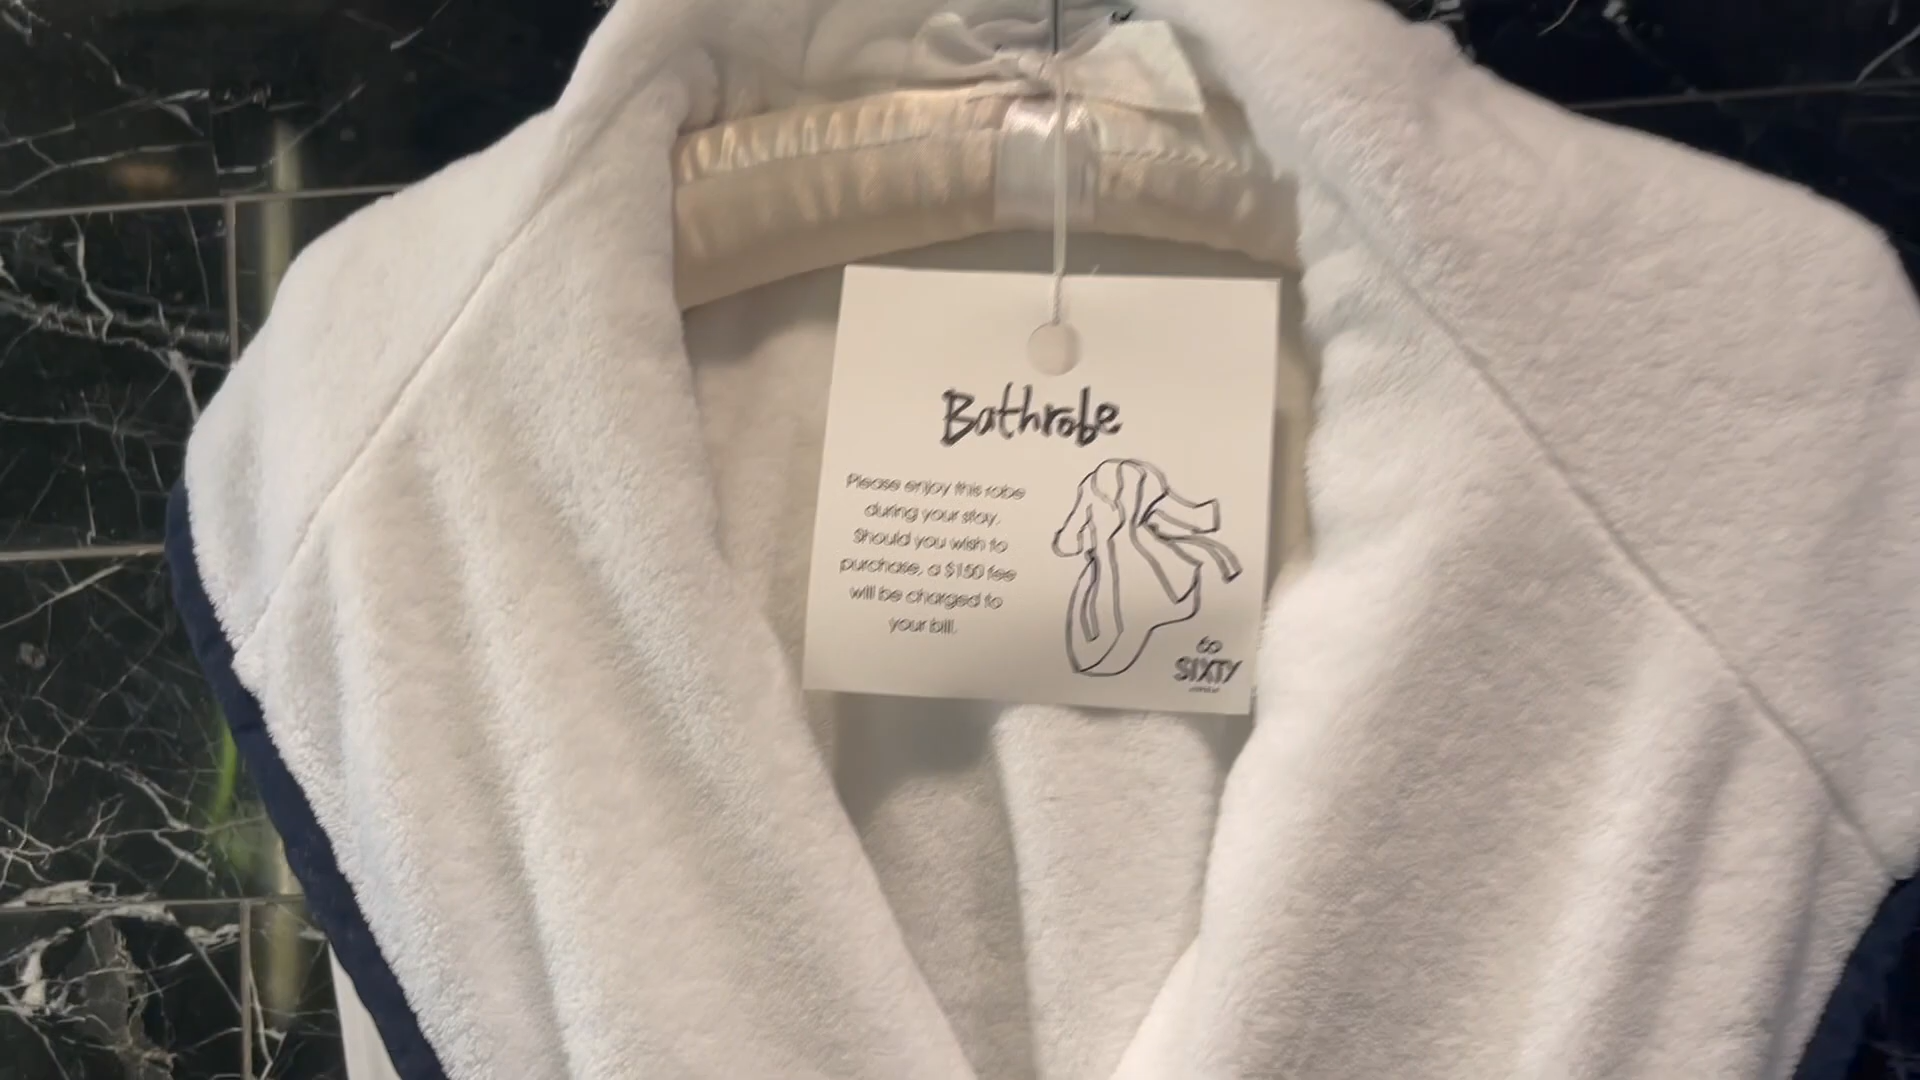 Bathrobe
Please enjoy this robe
during your stay.
Should you wish to
purchase, a $150 fee
will be charged to
your bill.
60
SIXTY